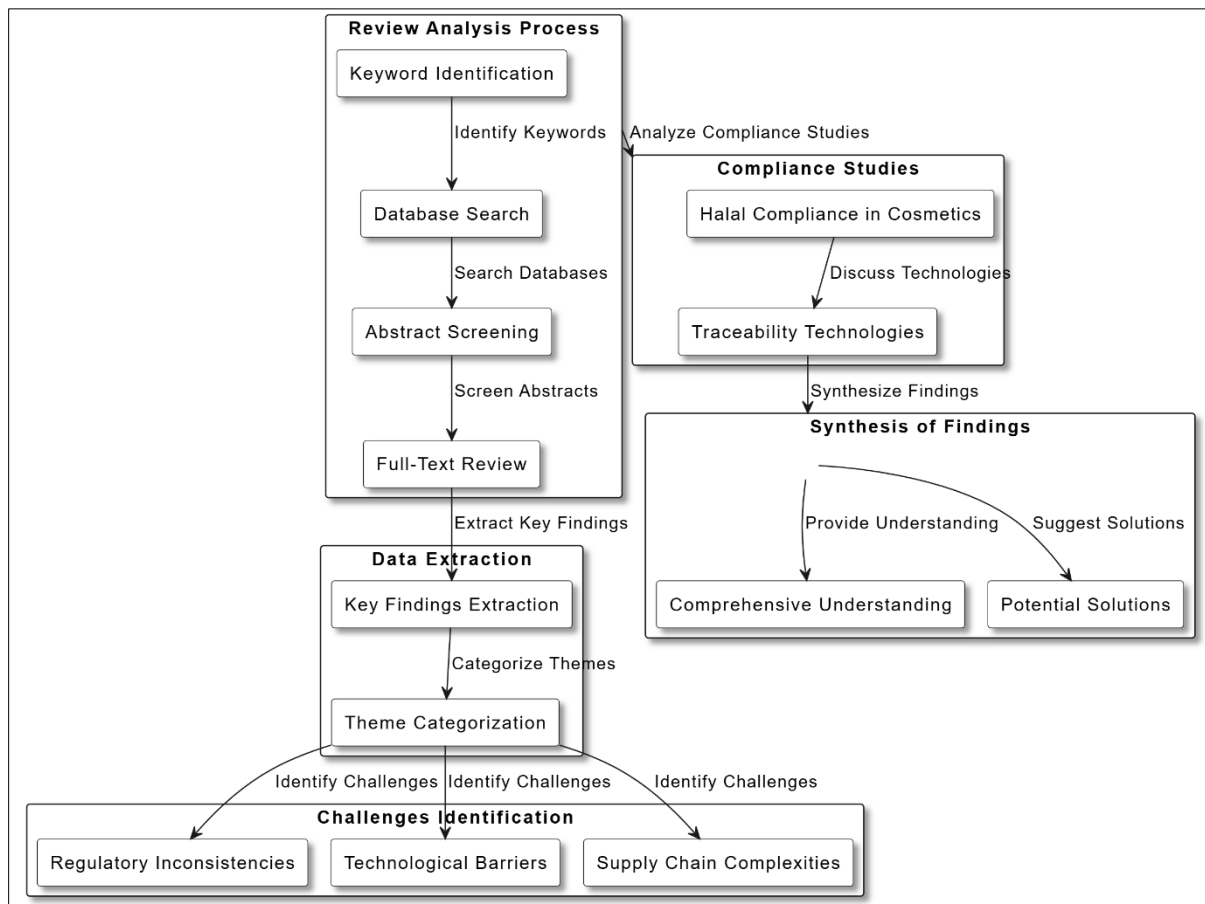 Review Analysis Process
Keyword Identification
Identify Keywords
Analyze Compliance Studies
Compliance Studies
Database Search
Halal Compliance in Cosmetics
Search Databases
Discuss Technologies
Abstract Screening
Traceability Technologies
Screen Abstracts
Synthesize Findings
Synthesis of Findings
Full-Text Review
Extract Key Findings
Provide Understanding
Suggest Solutions
Data Extraction
Key Findings Extraction
Comprehensive Understanding
Potential Solutions
Categorize Themes
Theme Categorization
Identify Challenges
Identify Challenges
Identify Challenges
Challenges Identification
Regulatory Inconsistencies
Technological Barriers
Supply Chain Complexities